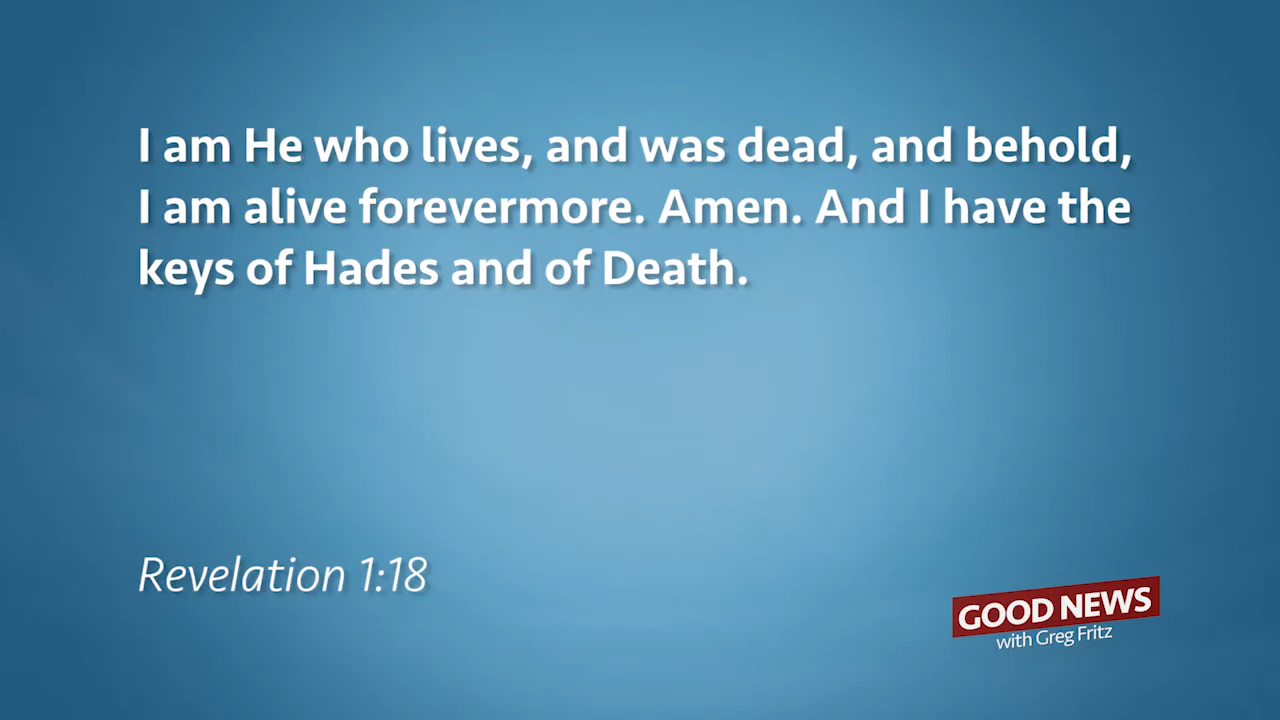 I am He who lives, and was dead, and behold,
I am alive forevermore. Amen. And I have the
keys of Hades and of Death.
Revelation 1:18
GOOD NEWS
with Greg Fritz